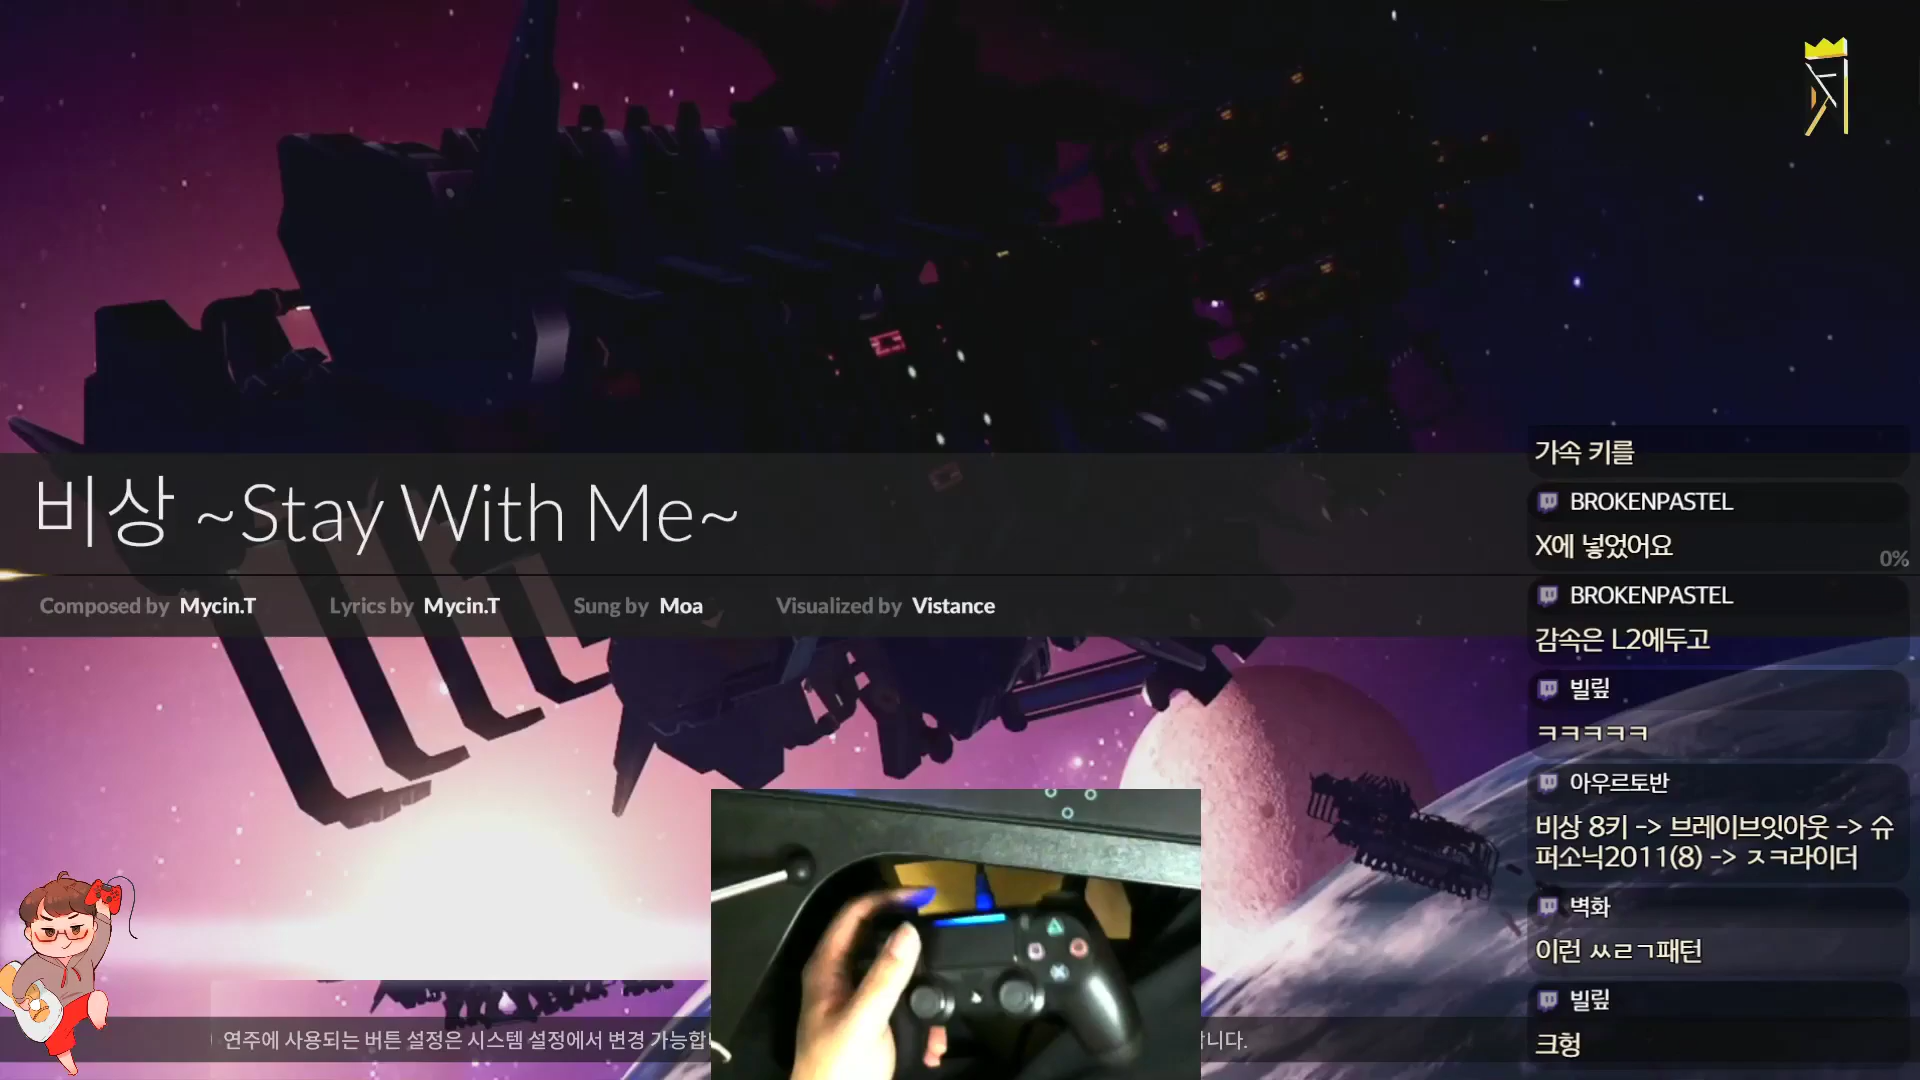 비상 ~Stay With Me~
Composed by Mycin.T Lyrics by Mycin.T Sung by Moa Visualized by Vistance
0%
가속 키를
BROKENPASTEL
X에 넣었어요
BROKENPASTEL
감속은 L2에두고
빌맆
ㅋㅋㅋㅋㅋ
아우르토반
비상 8키 -> 브레이브잇아웃 -> 슈
퍼소닉2011(8) -> ㅈㅋ라이더
벽화
이런 ㅆㄹㄱ패턴
빌맆
크헝
연주에 사용되는 버튼 설정은 시스템 설정에서 변경 가능합 니다.